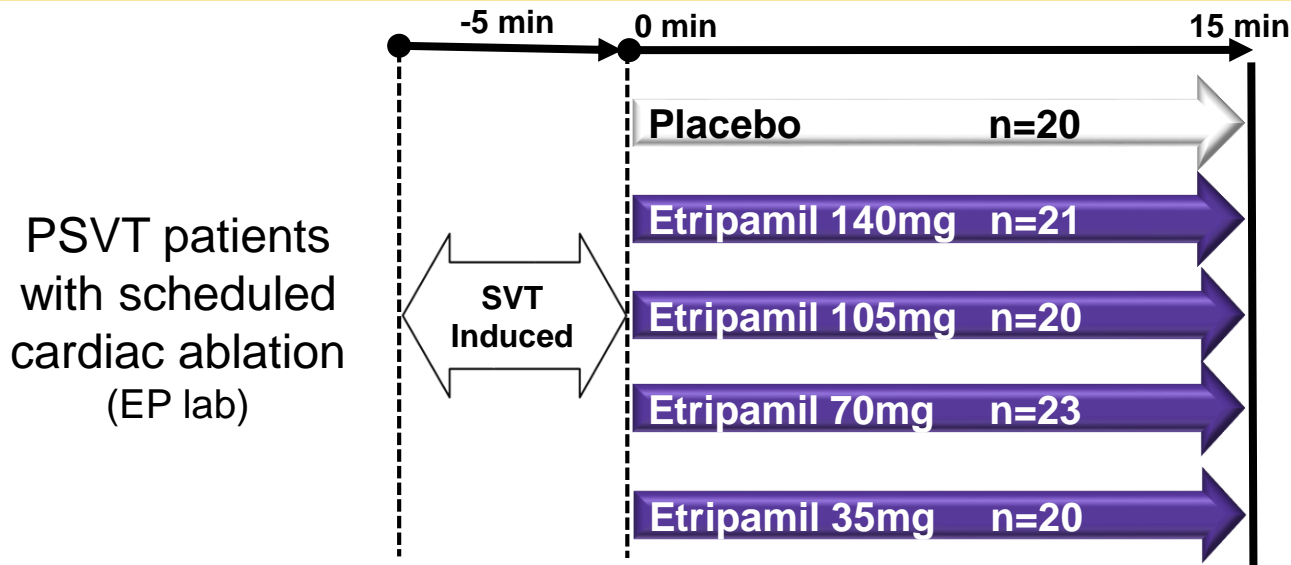 -5 min
0 min
15 min
PSVT patients
with scheduled
cardiac ablation
(EP lab)
SVT
Induced
Placebo n=20
Etripamil 140mg n=21
Etripamil 105mg n=20
Etripamil 70mg n=23
Etripamil 35mg n=20